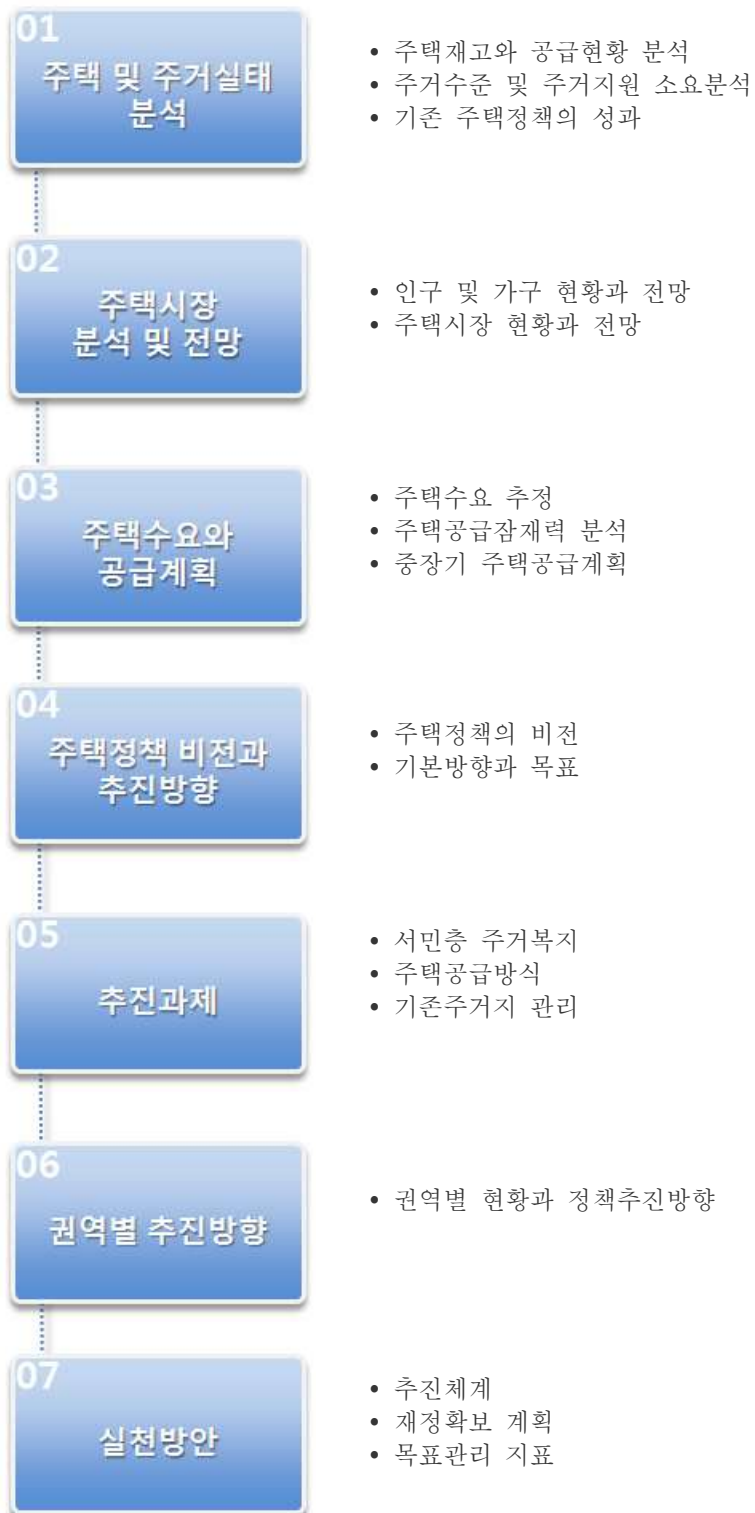 01
주택 및 주거실태
분석
• 주택재고와 공급현황 분석
• 주거수준 및 주거지원 소요분석
• 기존 주택정책의 성과
02
주택시장
분석 및 전망
• 인구 및 가구 현황과 전망
• 주택시장 현황과 전망
03
주택수요와
공급계획
• 주택수요 추정
• 주택공급잠재력 분석
• 중장기 주택공급계획
04
주택정책 비전과
추진방향
• 주택정책의 비전
• 기본방향과 목표
05
추진과제
• 서민층 주거복지
• 주택공급방식
• 기존주거지 관리
06
권역별 추진방향
• 권역별 현황과 정책추진방향
07
실천방안
• 추진체계
• 재정확보 계획
• 목표관리 지표